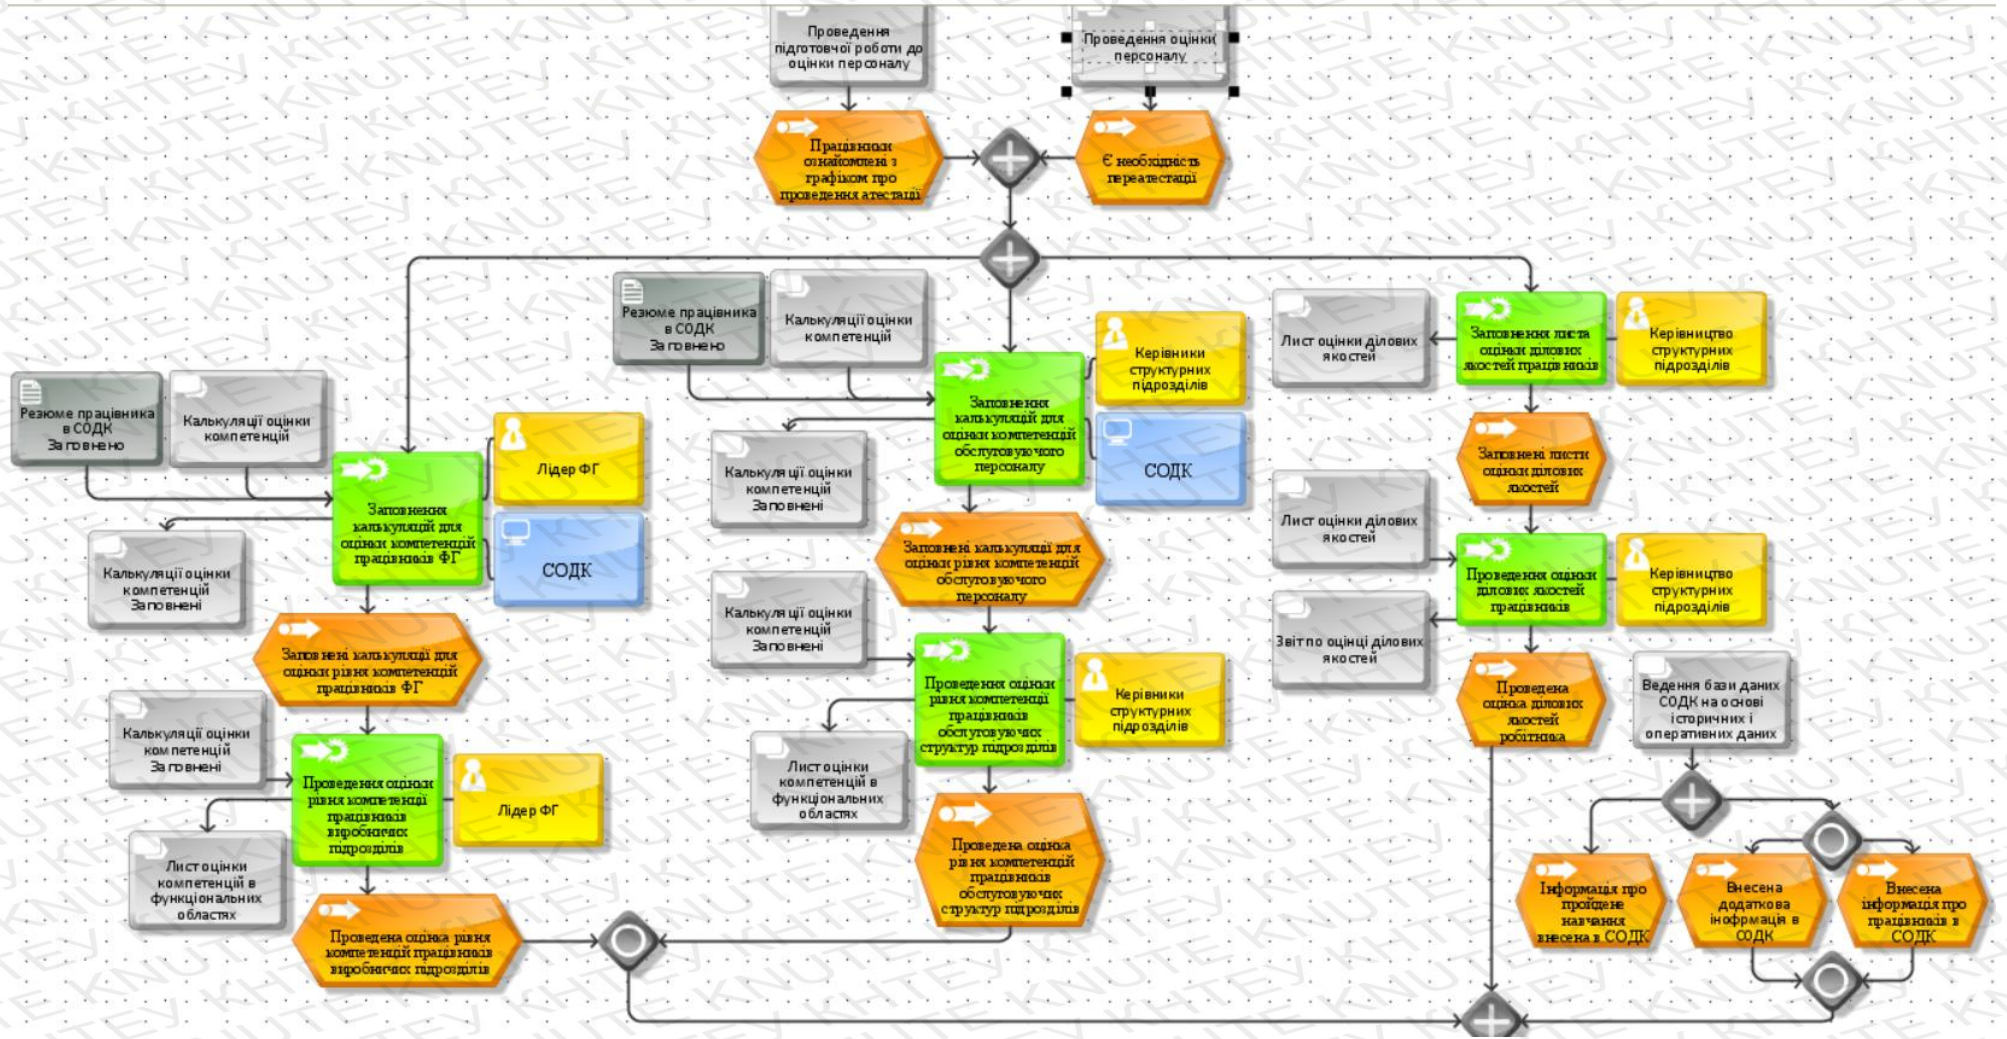 Проведення
підготовчої роботи до
оцінки персоналу
Проведення оцінки
персоналу
Працівники
ознайомлені з
графіком про
проведення атестації
Є необхідність
переатестації
Резюме працівника
в СОДК
Заповнено
Калькуляції оцінки
компетенцій
Заповнення
калькуляцій для
оцінки компетенцій
обслуговуючого
персоналу
Керівники
структурних
підрозділів
СОДК
Калькуляції оцінки
компетенцій
Заповнені
Заповнені калькуляції для
оцінки рівня компетенцій
обслуговуючого
персоналу
Калькуляції оцінки
компетенцій
Заповнені
Проведення оцінки
рівня компетенції
працівників
обслуговуючих
структур підрозділів
Керівники
структурних
підрозділів
Лист оцінки
компетенцій в
функціональних
областях
Проведена оцінка
рівня компетенцій
працівників
обслуговуючих
структур підрозділів
Резюме працівника
в СОДК
Заповнено
Калькуляції оцінки
компетенцій
Заповнення
калькуляцій для
оцінки компетенцій
працівників ФГ
Лідер ФГ
СОДК
Калькуляції оцінки
компетенцій
Заповнені
Заповнені калькуляції для
оцінки рівня компетенцій
працівників ФГ
Калькуляції оцінки
компетенцій
Заповнені
Проведення оцінки
рівня компетенції
працівників
виробничих
підрозділів
Лідер ФГ
Лист оцінки
компетенцій в
функціональних
областях
Проведена оцінка рівня
компетенцій працівників
виробничих підрозділів
Лист оцінки ділових
якостей
Заповнення листа
оцінки ділових
якостей працівників
Керівництво
структурних
підрозділів
Заповнені листи
оцінки ділових
якостей
Лист оцінки ділових
якостей
Проведення оцінки
ділових якостей
працівників
Керівництво
структурних
підрозділів
Звіт по оцінці ділових
якостей
Проведена
оцінка ділових
якостей
робітника
Ведення бази даних
СОДК на основі
історичних і
оперативних даних
Інформація про
пройдене
навчання
внесена в СОДК
Внесена
додаткова
інофрмація в
СОДК
Внесена
інформація про
працівників в
СОДК
KNUTEY KHTEY